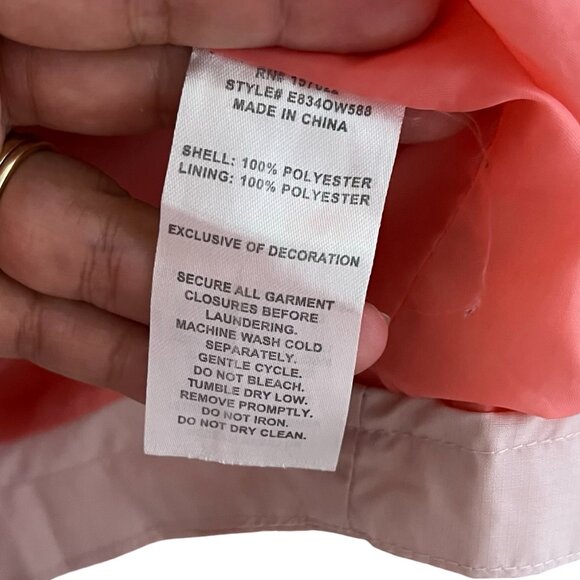 RN# 157022
STYLE# E834OW588
MADE IN CHINA
SHELL: 100% POLYESTER
LINING: 100% POLYESTER
EXCLUSIVE OF DECORATION
SECURE ALL GARMENT
CLOSURES BEFORE
LAUNDERING.
MACHINE WASH COLD
SEPARATELY.
GENTLE CYCLE.
DO NOT BLEACH.
TUMBLE DRY LOW.
REMOVE PROMPTLY.
DO NOT IRON.
DO NOT DRY CLEAN.